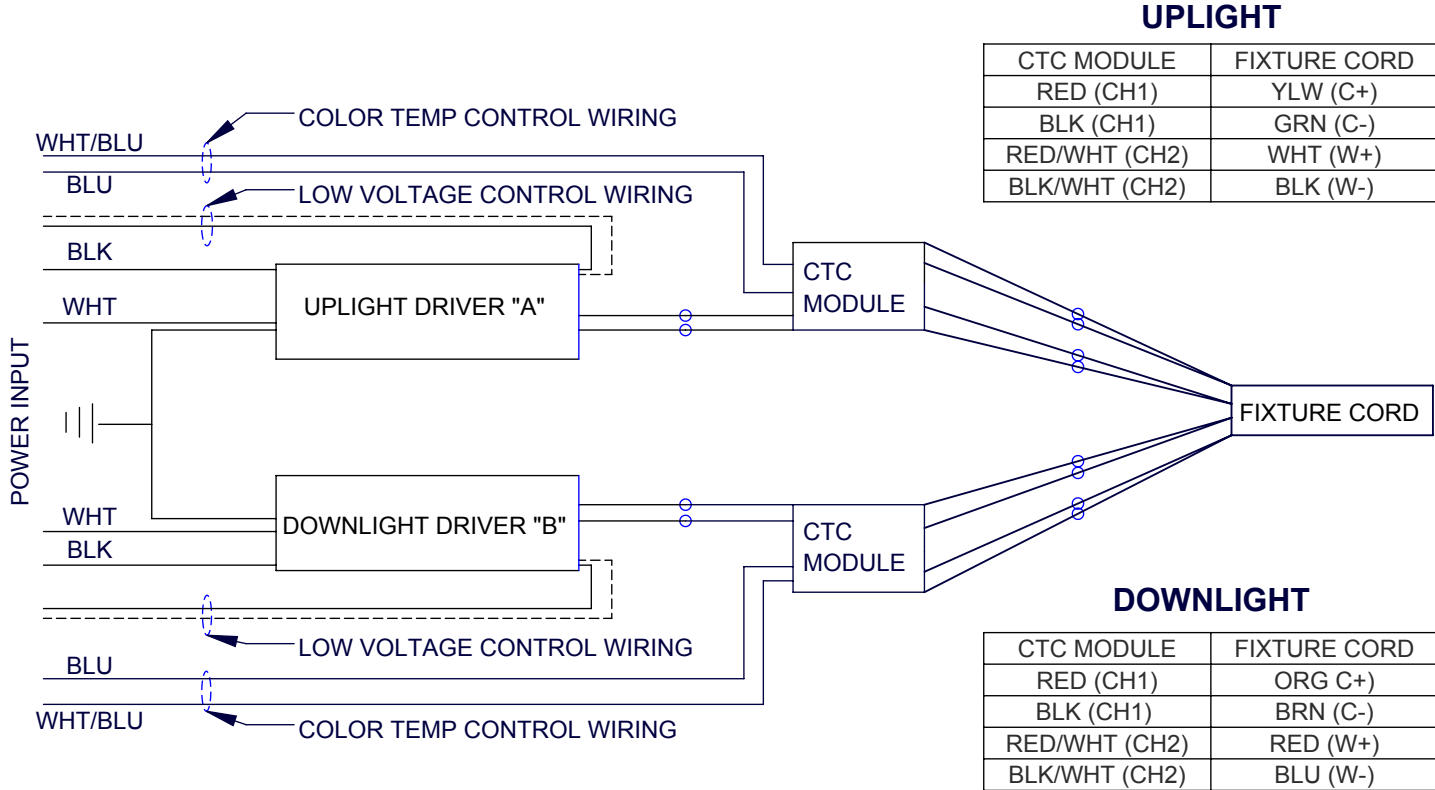 UPLIGHT
CTC MODULE FIXTURE CORD
RED (CH1) YLW (C+)
BLK (CH1) GRN (C-)
RED/WHT (CH2) WHT (W+)
BLK/WHT (CH2) BLK (W-)
COLOR TEMP CONTROL WIRING
WHT/BLU
BLU
LOW VOLTAGE CONTROL WIRING
BLK
WHT
UPLIGHT DRIVER "A"
CTC
MODULE
POWER INPUT
FIXTURE CORD
WHT
BLK
DOWNLIGHT DRIVER "B"
CTC
MODULE
LOW VOLTAGE CONTROL WIRING
BLU
WHT/BLU
COLOR TEMP CONTROL WIRING
DOWNLIGHT
CTC MODULE FIXTURE CORD
RED (CH1) ORG C+)
BLK (CH1) BRN (C-)
RED/WHT (CH2) RED (W+)
BLK/WHT (CH2) BLU (W-)